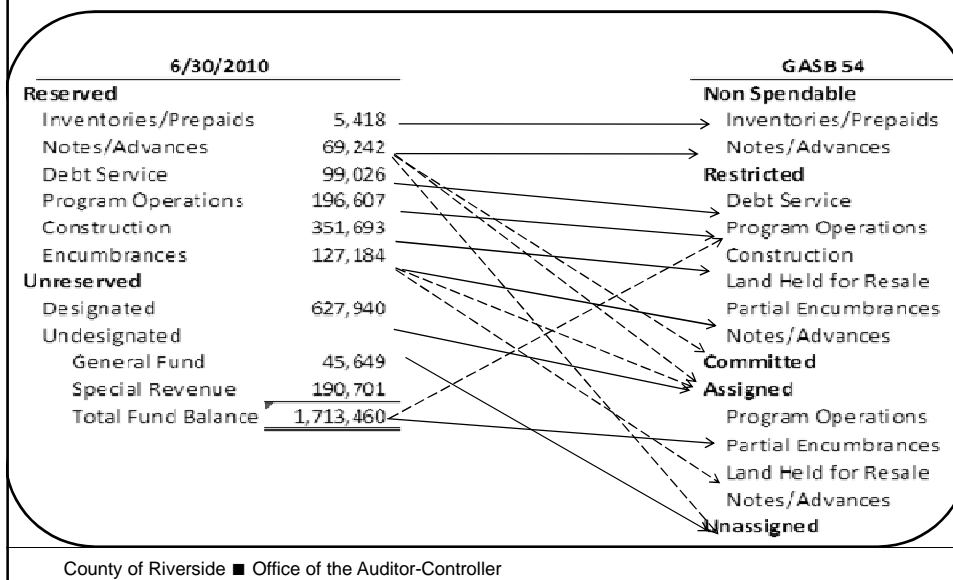 6/30/2010
Reserved
Inventories/Prepaids 5,418
Notes/Advances 69,242
Debt Service 99,026
Program Operations 196,607
Construction 351,693
Encumbrances 127,184
Unreserved
Designated 627,940
Undesignated
General Fund 45,649
Special Revenue 190,701
Total Fund Balance 1,713,460
GASB 54
Non Spendable
Inventories/Prepaids
Notes/Advances
Restricted
Debt Service
Program Operations
Construction
Land Held for Resale
Partial Encumbrances
Notes/Advances
Committed
Assigned
Program Operations
Partial Encumbrances
Land Held for Resale
Notes/Advances
Unassigned
County of Riverside ■ Office of the Auditor-Controller